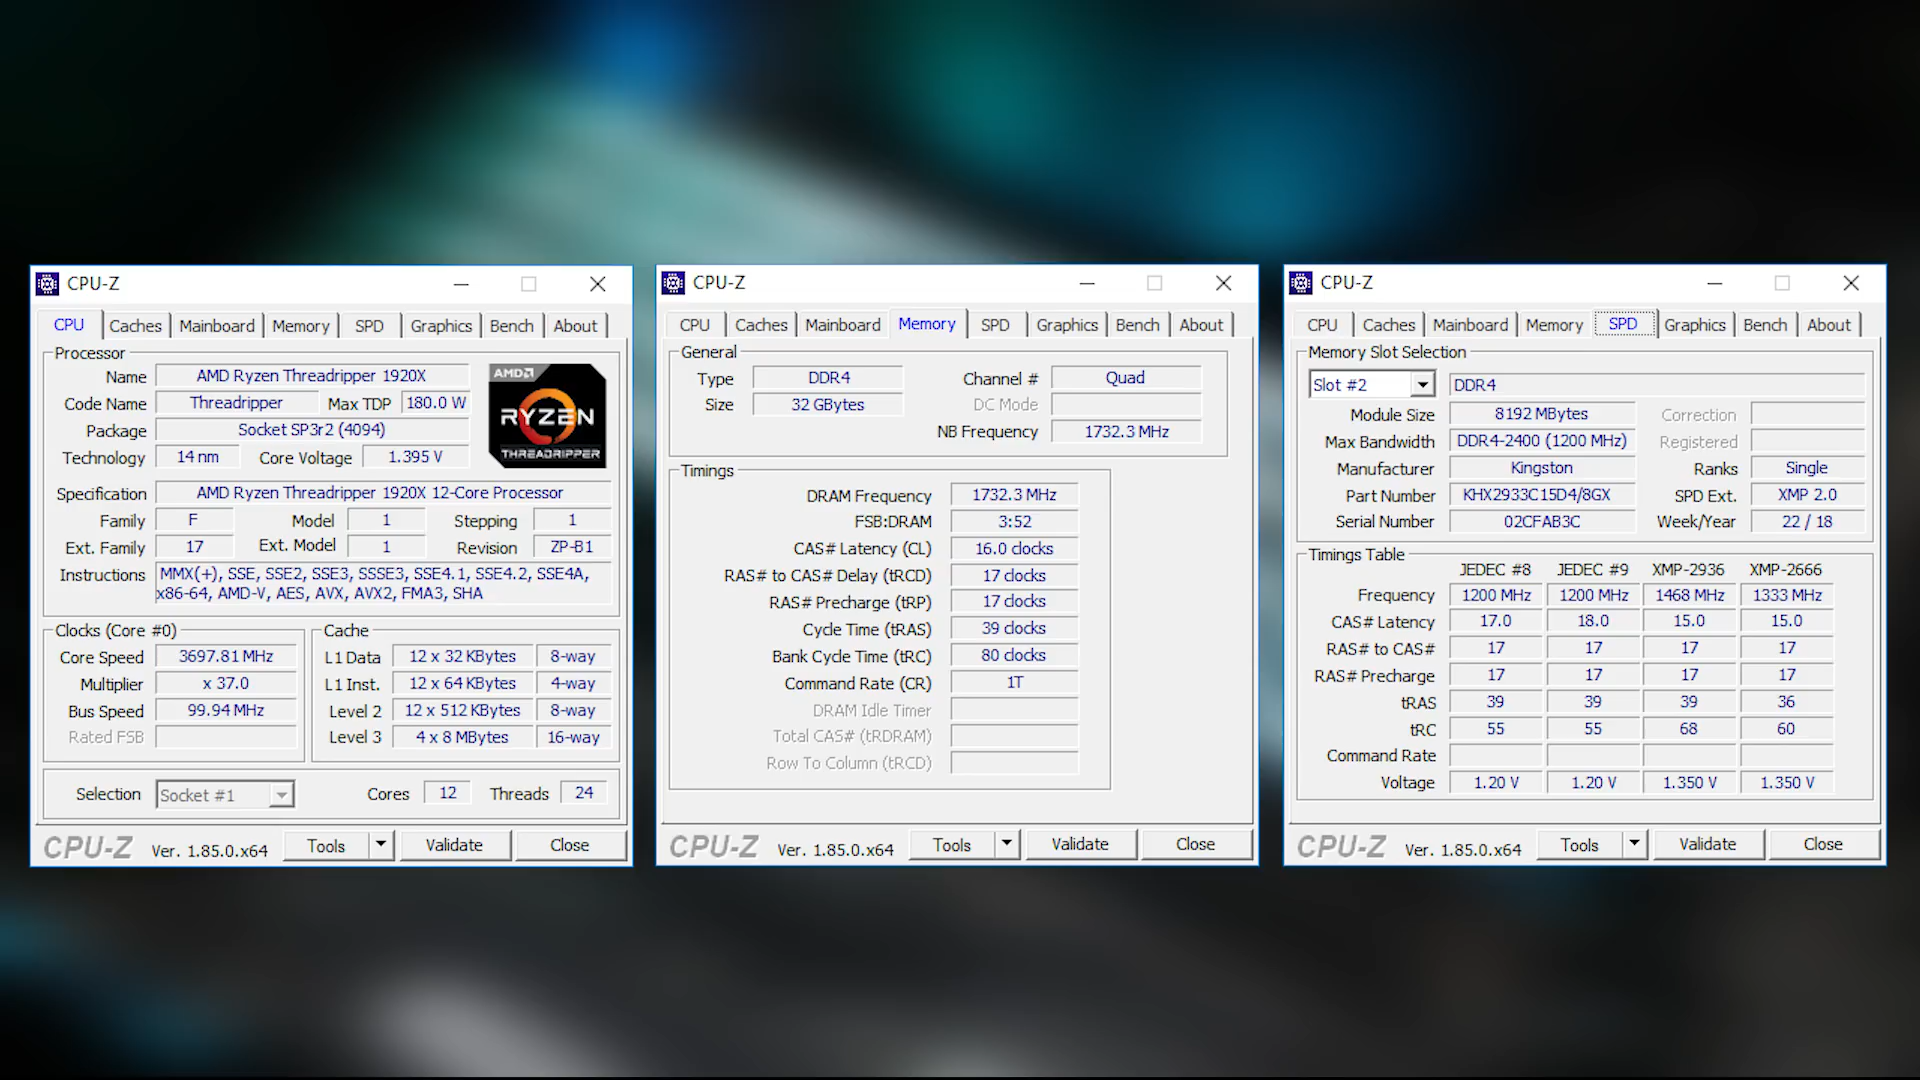 CPU-Z
CPU Caches Mainboard Memory SPD Graphics Bench About
Processor
Name AMD Ryzen Threadripper 1920X
Code Name Threadripper Max TDP 180.0 W
Package Socket SP3r2 (4094)
Technology 14 nm Core Voltage 1.395 V
AMD
RYZEN
THREADRIPPER
Specification AMD Ryzen Threadripper 1920X 12-Core Processor
Family F Model 1 Stepping 1
Ext. Family 17 Ext. Model 1 Revision ZP-B1
Instructions MMX(+), SSE, SSE2, SSE3, SSSE3, SSE4.1, SSE4.2, SSE4A,
x86-64, AMD-V, AES, AVX, AVX2, FMA3, SHA
Clocks (Core #0)
Core Speed 3697.81 MHz
Multiplier x 37.0
Bus Speed 99.94 MHz
Rated FSB
Cache
L1 Data 12 x 32 KBytes 8-way
L1 Inst. 12 x 64 KBytes 4-way
Level 2 12 x 512 KBytes 8-way
Level 3 4 x 8 MBytes 16-way
Selection Socket #1 Cores 12 Threads 24
CPU-Z Ver. 1.85.0.x64 Tools Validate Close
CPU-Z
CPU Caches Mainboard Memory SPD Graphics Bench About
General
Type DDR4 Channel # Quad
Size 32 GBytes DC Mode
NB Frequency 1732.3 MHz
Timings
DRAM Frequency 1732.3 MHz
FSB:DRAM 3:52
CAS# Latency (CL) 16.0 clocks
RAS# to CAS# Delay (tRCD) 17 clocks
RAS# Precharge (tRP) 17 clocks
Cycle Time (tRAS) 39 clocks
Bank Cycle Time (tRC) 80 clocks
Command Rate (CR) 1T
DRAM Idle Timer
Total CAS# (tRDRAM)
Row To Column (tRCD)
CPU-Z Ver. 1.85.0.x64 Tools Validate Close
CPU-Z
CPU Caches Mainboard Memory SPD Graphics Bench About
Memory Slot Selection
Slot #2 DDR4
Module Size 8192 MBytes Correction
Max Bandwidth DDR4-2400 (1200 MHz) Registered
Manufacturer Kingston Ranks Single
Part Number KHX2933C15D4/8GX SPD Ext. XMP 2.0
Serial Number 02CFAB3C Week/Year 22 / 18
Timings Table
JEDEC #8 JEDEC #9 XMP-2936 XMP-2666
Frequency 1200 MHz 1200 MHz 1468 MHz 1333 MHz
CAS# Latency 17.0 18.0 15.0 15.0
RAS# to CAS# 17 17 17 17
RAS# Precharge 17 17 17 17
tRAS 39 39 39 36
tRC 55 55 68 60
Command Rate
Voltage 1.20 V 1.20 V 1.350 V 1.350 V
CPU-Z Ver. 1.85.0.x64 Tools Validate Close